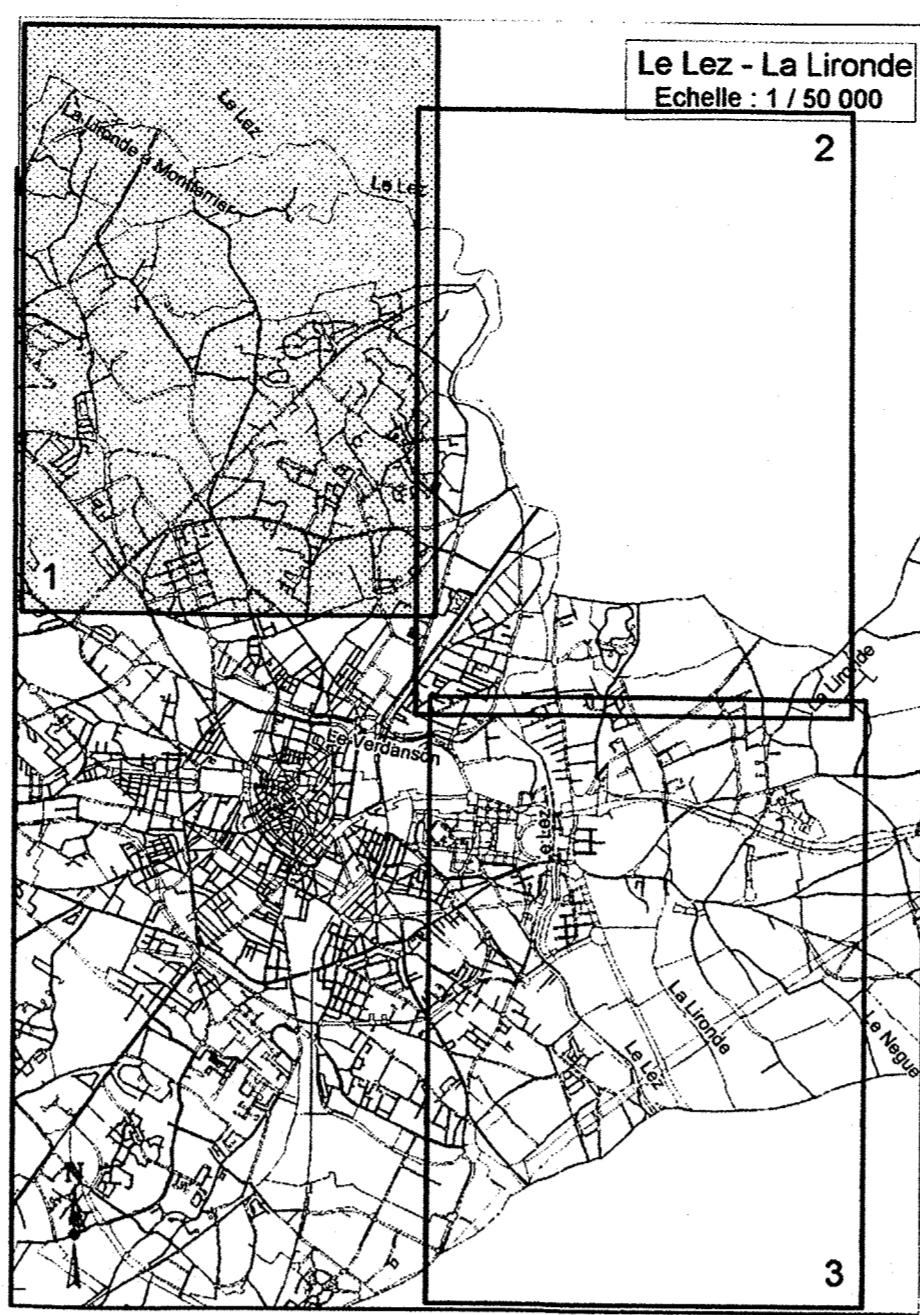 Le Lez - La Lironde
Echelle : 1 / 50 000
2
Le Lez
La Lironde à Montferrier
Le Lez
1
La Lironde
Le Verdanson
Le Lez
La Lironde
Le Lez
Le Negue
N
3